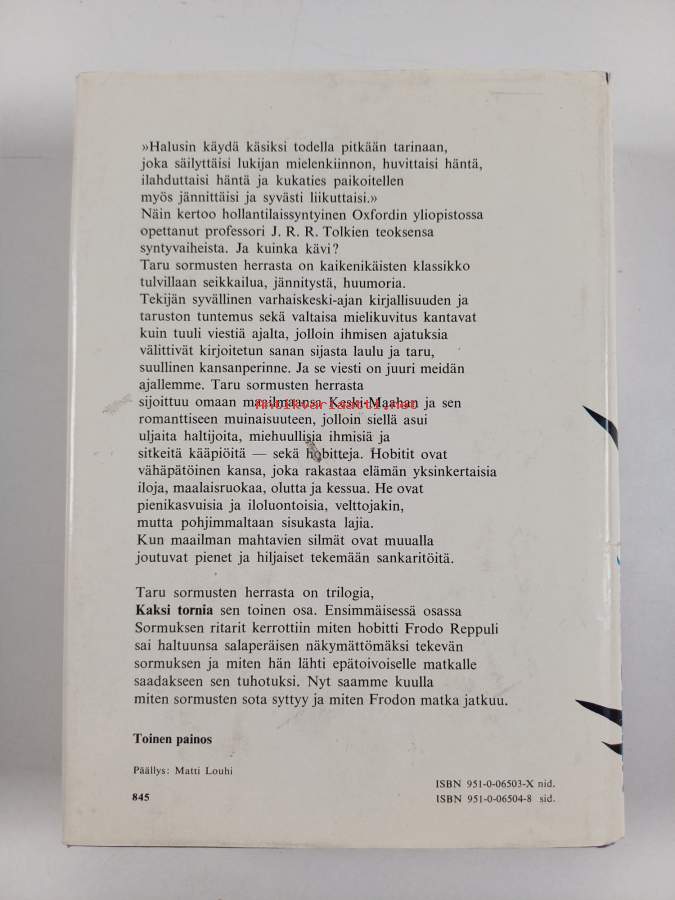 »Halusin käydä käsiksi todella pitkään tarinaan,
joka säilyttäisi lukijan mielenkiinnon, huvittaisi häntä,
ilahduttaisi häntä ja kukaties paikoitellen
myös jännittäisi ja syvästi liikuttaisi.»
Näin kertoo hollantilaissyntyinen Oxfordin yliopistossa
opettanut professori J. R. R. Tolkien teoksensa
syntyvaiheista. Ja kuinka kävi?
Taru sormusten herrasta on kaikenikäisten klassikko
tulvillaan seikkailua, jännitystä, huumoria.
Tekijän syvällinen varhaiskeski-ajan kirjallisuuden ja
taruston tuntemus sekä valtaisa mielikuvitus kantavat
kuin tuuli viestiä ajalta, jolloin ihmisen ajatuksia
välittivät kirjoitetun sanan sijasta laulu ja taru,
suullinen kansanperinne. Ja se viesti on juuri meidän
ajallemme. Taru sormusten herrasta
sijoittuu omaan maailmaansa Keski-Maahan ja sen
Antikvariaatti.net
romanttiseen muinaisuuteen, jolloin siellä asui
uljaita haltijoita, miehuullisia ihmisiä ja
sitkeitä kääpiöitä — sekä hobitteja. Hobitit ovat
vähäpätöinen kansa, joka rakastaa elämän yksinkertaisia
iloja, maalaisruokaa, olutta ja kessua. He ovat
pienikasvuisia ja iloluontoisia, velttojakin,
mutta pohjimmaltaan sisukasta lajia.
Kun maailman mahtavien silmät ovat muualla
joutuvat pienet ja hiljaiset tekemään sankaritöitä.
Taru sormusten herrasta on trilogia,
Kaksi tornia sen toinen osa. Ensimmäisessä osassa
Sormuksen ritarit kerrottiin miten hobitti Frodo Reppuli
sai haltuunsa salaperäisen näkymättömäksi tekevän
sormuksen ja miten hän lähti epätoivoiselle matkalle
saadakseen sen tuhotuksi. Nyt saamme kuulla
miten sormusten sota syttyy ja miten Frodon matka jatkuu.
Toinen painos
Päällys: Matti Louhi
845
ISBN 951-0-06503-X nid.
ISBN 951-0-06504-8 sid.